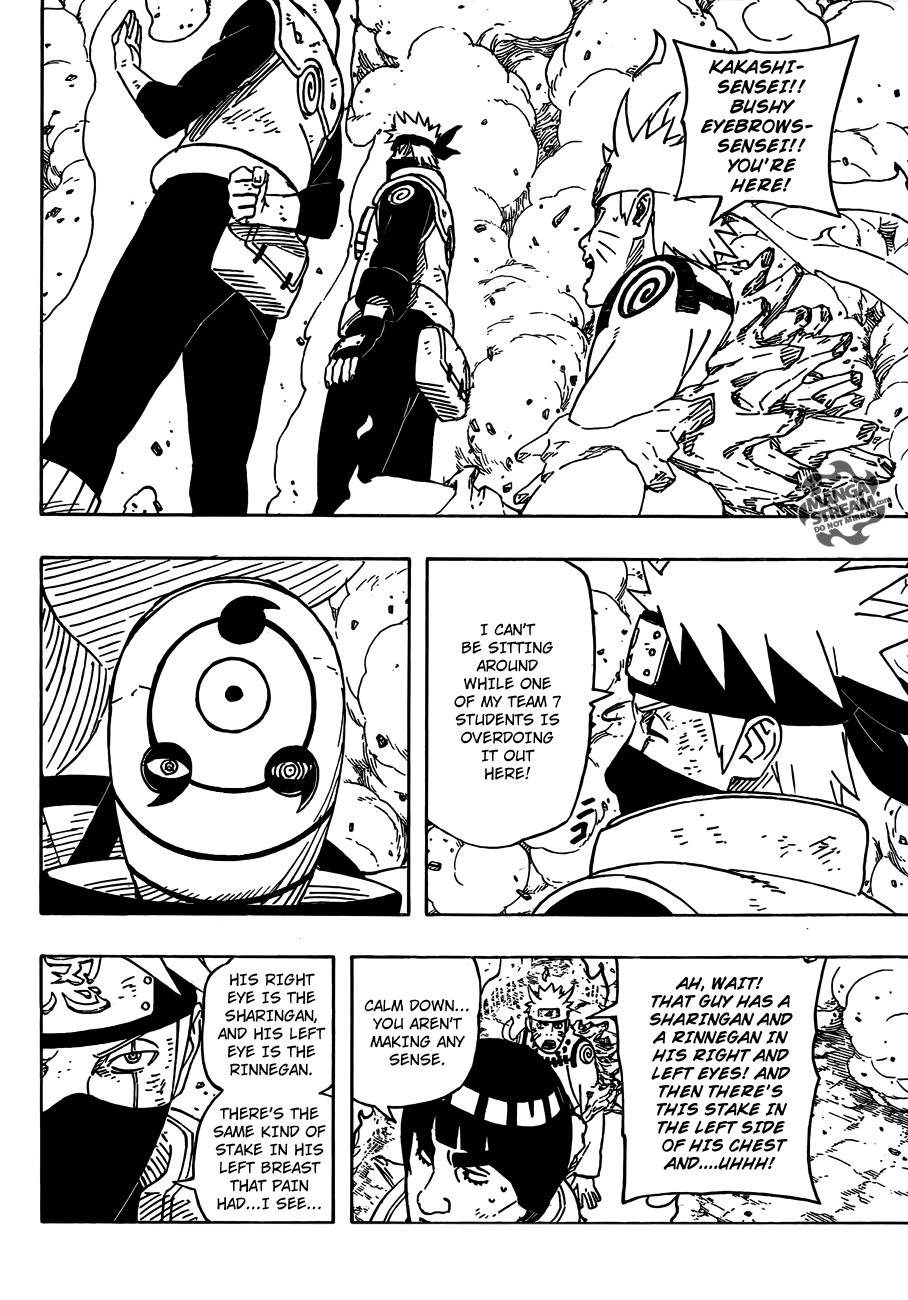 KAKASHI-
SENSEI!!
BUSHY
EYEBROWS-
SENSEI!!
YOU'RE
HERE!
MANGA
STREAM.com
DO NOT MIRROR
I CAN'T
BE SITTING
AROUND
WHILE ONE
OF MY TEAM 7
STUDENTS IS
OVERDOING
IT OUT
HERE!
AH, WAIT!
THAT GUY HAS A
SHARINGAN AND
A RINNEGAN IN
HIS RIGHT AND
LEFT EYES! AND
THEN THERE'S
THIS STAKE IN
THE LEFT SIDE
OF HIS CHEST
AND....UHHH!
CALM DOWN...
YOU AREN'T
MAKING ANY
SENSE.
HIS RIGHT
EYE IS THE
SHARINGAN,
AND HIS LEFT
EYE IS THE
RINNEGAN.
THERE'S THE
SAME KIND OF
STAKE IN HIS
LEFT BREAST
THAT PAIN
HAD...I SEE...